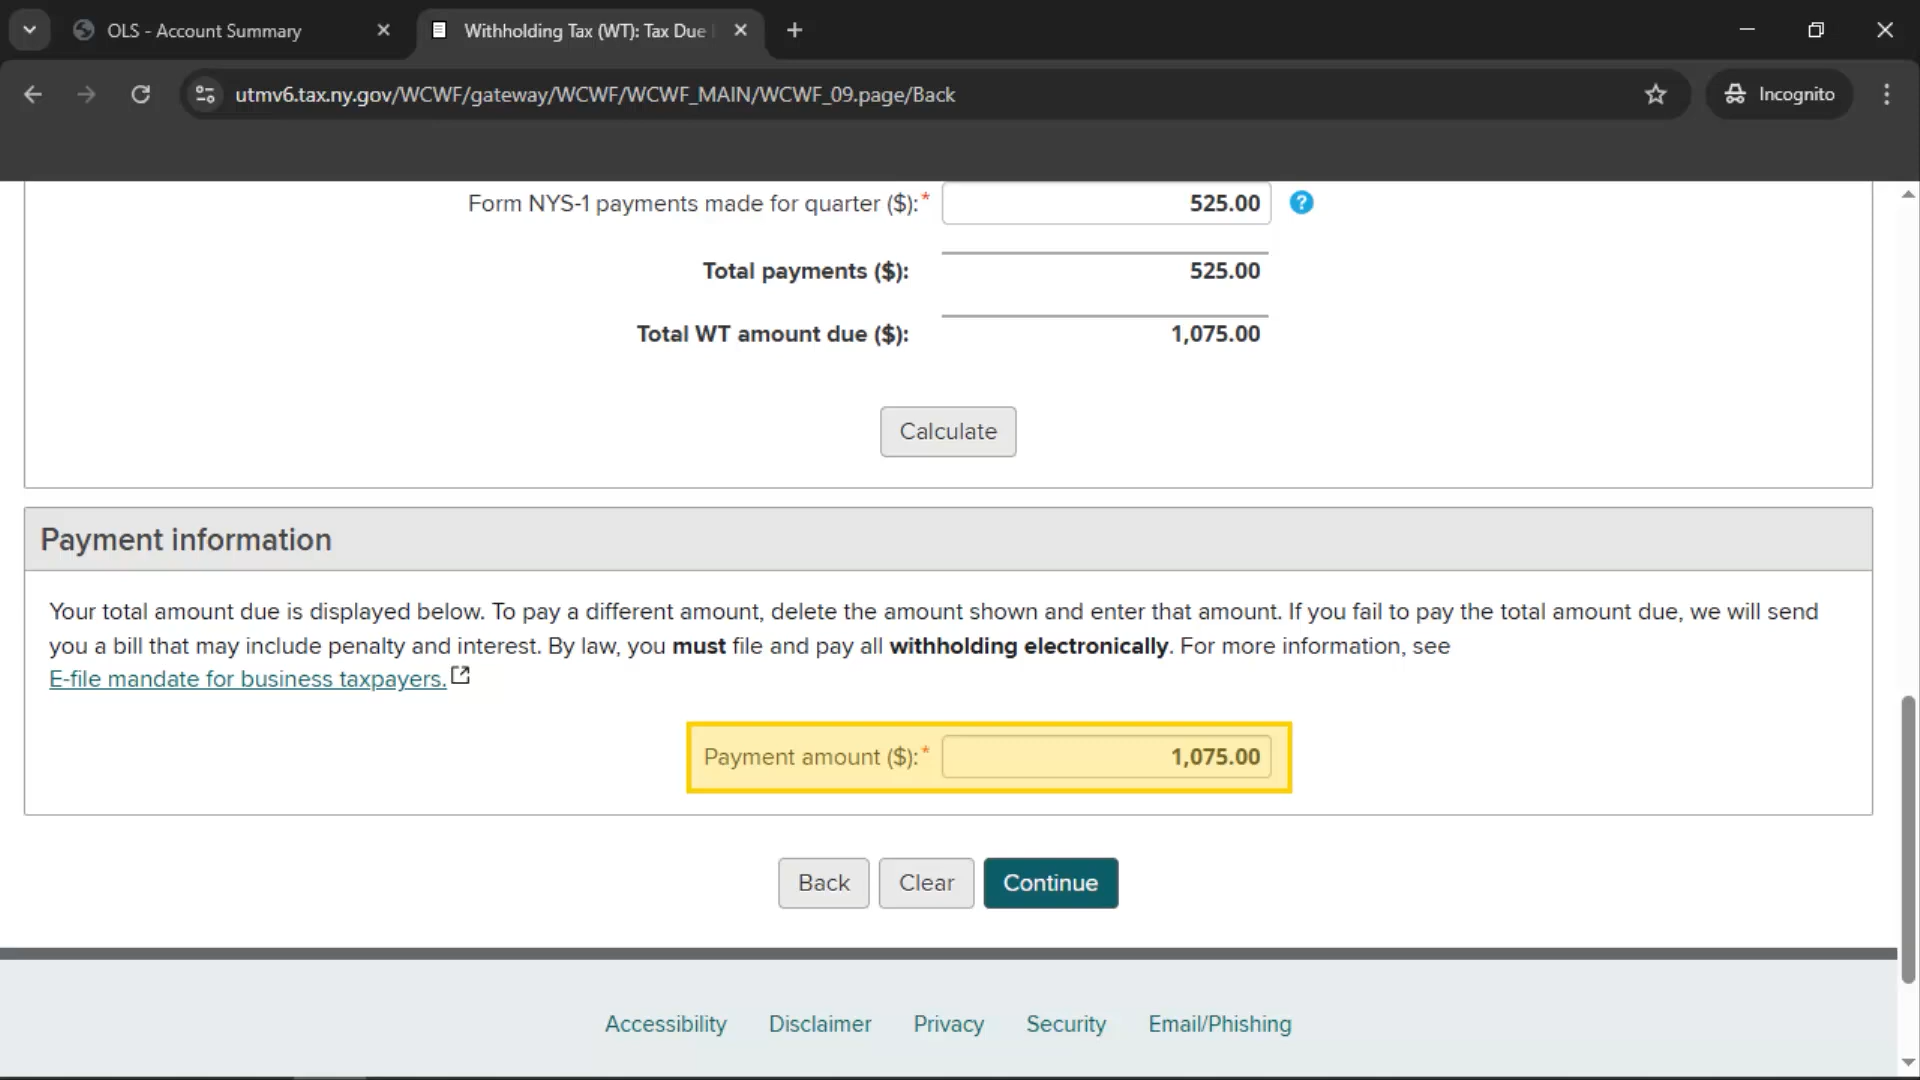 OLS - Account Summary
Withholding Tax (WT): Tax Due
utmv6.tax.ny.gov/WCWF/gateway/WCWF/WCWF_MAIN/WCWF_09.page/Back
Incognito
Form NYS-1 payments made for quarter ($):* 525.00 ?
Total payments ($): 525.00
Total WT amount due ($): 1,075.00
Calculate
Payment information
Your total amount due is displayed below. To pay a different amount, delete the amount shown and enter that amount. If you fail to pay the total amount due, we will send
you a bill that may include penalty and interest. By law, you must file and pay all withholding electronically. For more information, see
E-file mandate for business taxpayers.
Payment amount ($):* 1,075.00
Back Clear Continue
Accessibility Disclaimer Privacy Security Email/Phishing